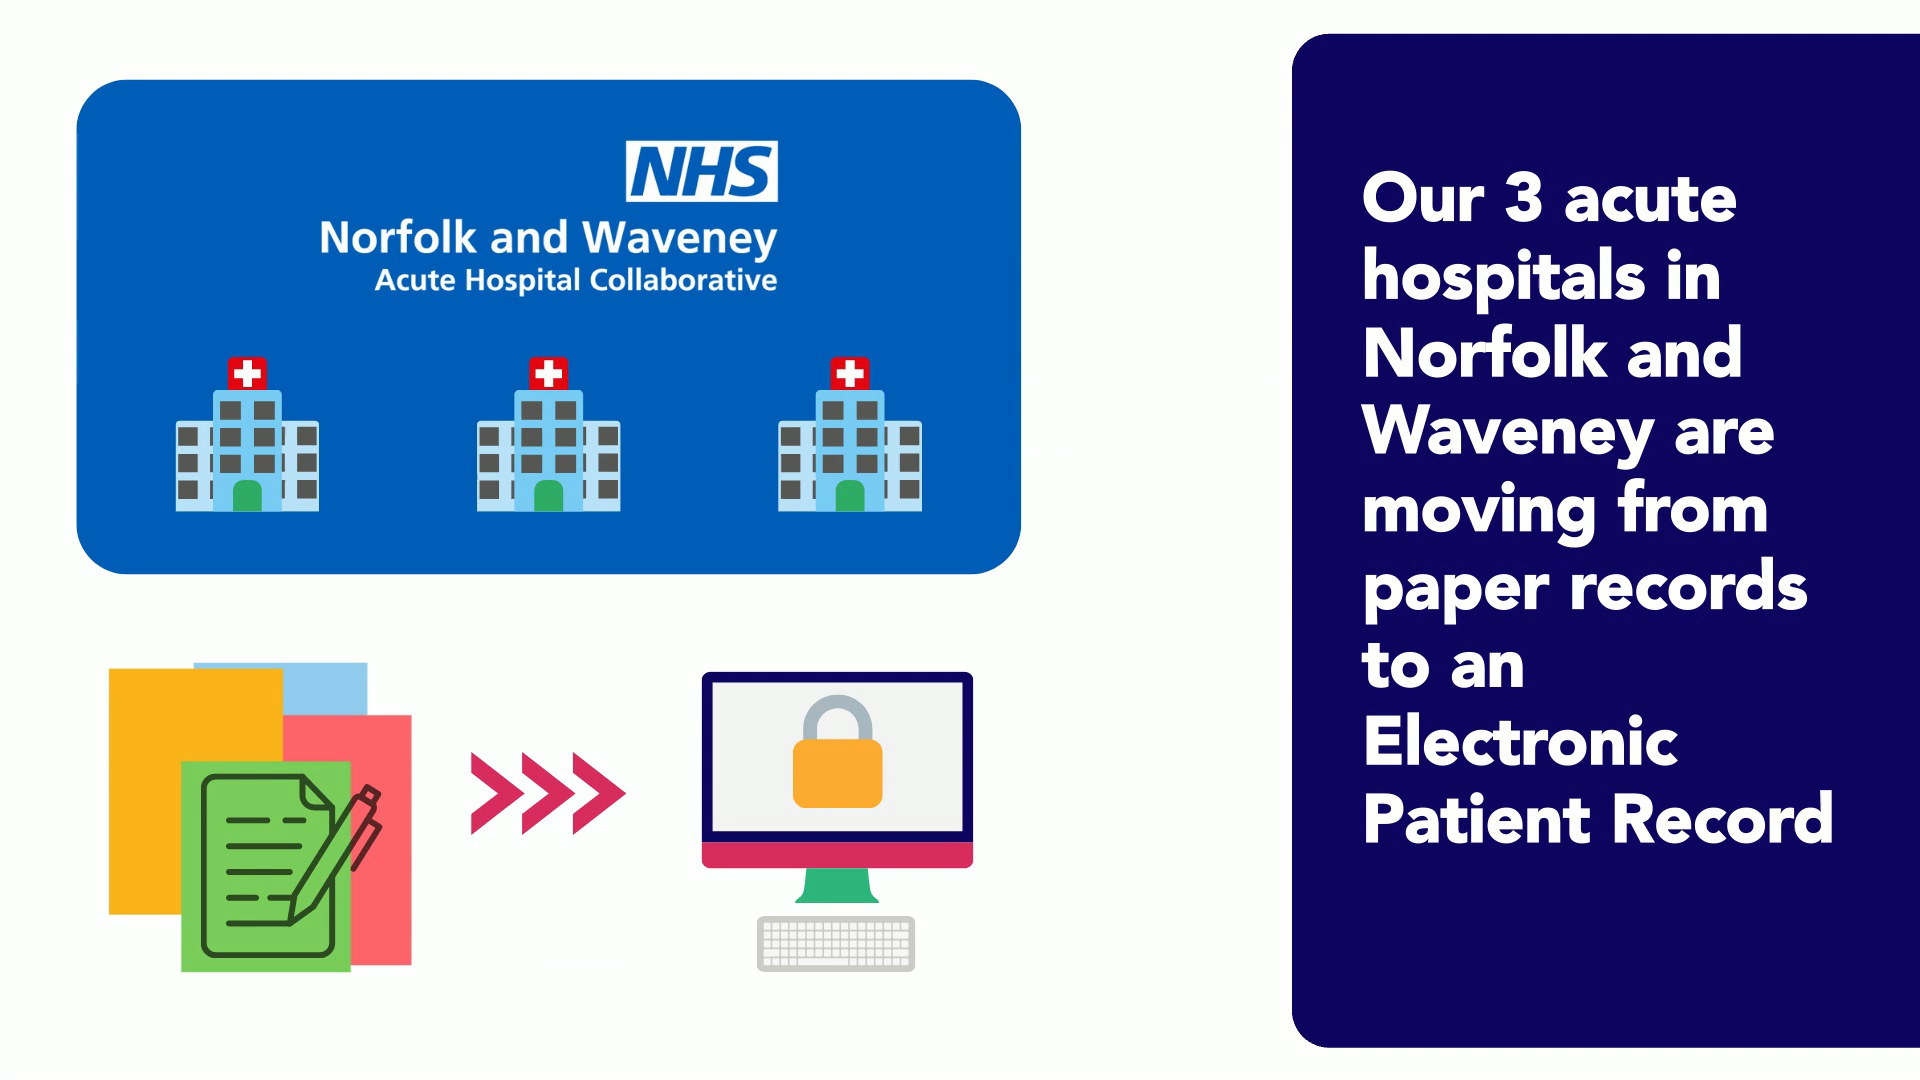 NHS
Norfolk and Waveney
Acute Hospital Collaborative
Our 3 acute
hospitals in
Norfolk and
Waveney are
moving from
paper records
to an
Electronic
Patient Record